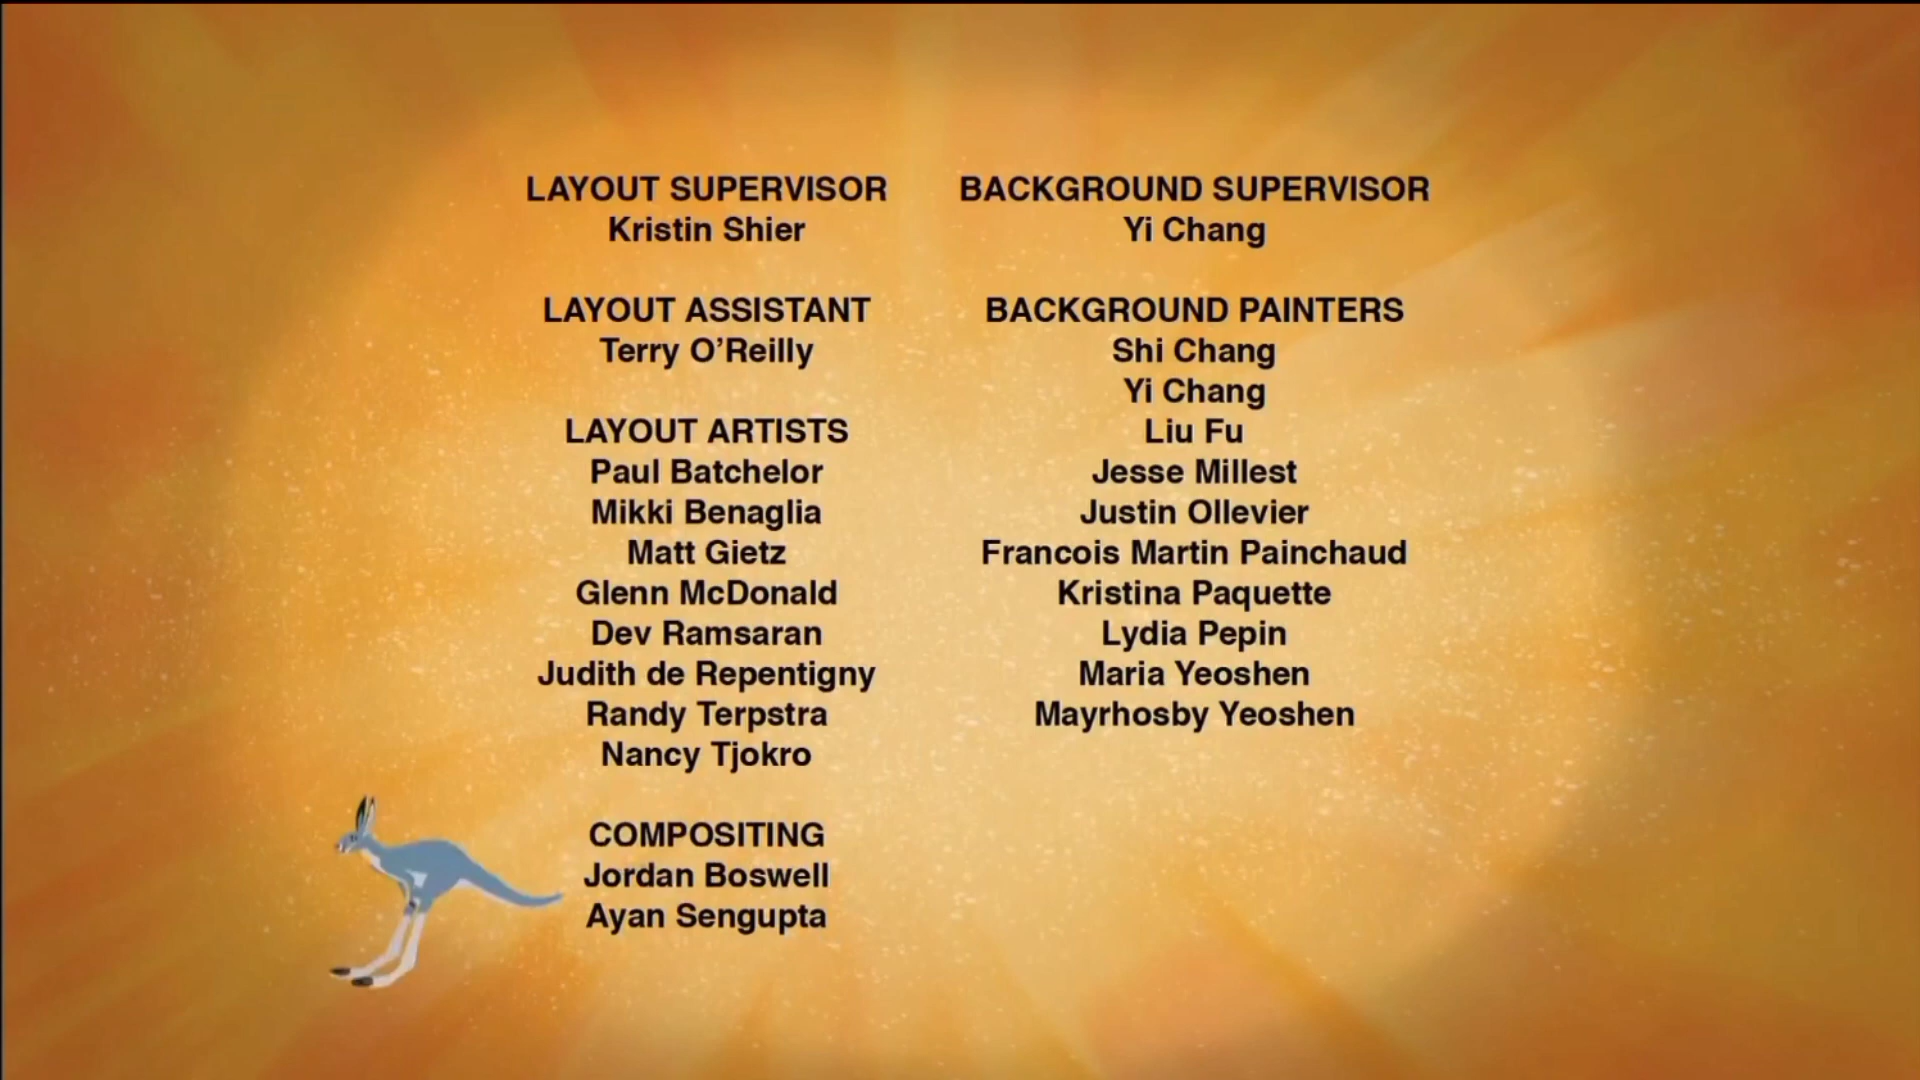 LAYOUT SUPERVISOR
Kristin Shier
LAYOUT ASSISTANT
Terry O’Reilly
LAYOUT ARTISTS
Paul Batchelor
Mikki Benaglia
Matt Gietz
Glenn McDonald
Dev Ramsaran
Judith de Repentigny
Randy Terpstra
Nancy Tjokro
COMPOSITING
Jordan Boswell
Ayan Sengupta
BACKGROUND SUPERVISOR
Yi Chang
BACKGROUND PAINTERS
Shi Chang
Yi Chang
Liu Fu
Jesse Millest
Justin Ollevier
Francois Martin Painchaud
Kristina Paquette
Lydia Pepin
Maria Yeoshen
Mayrhosby Yeoshen